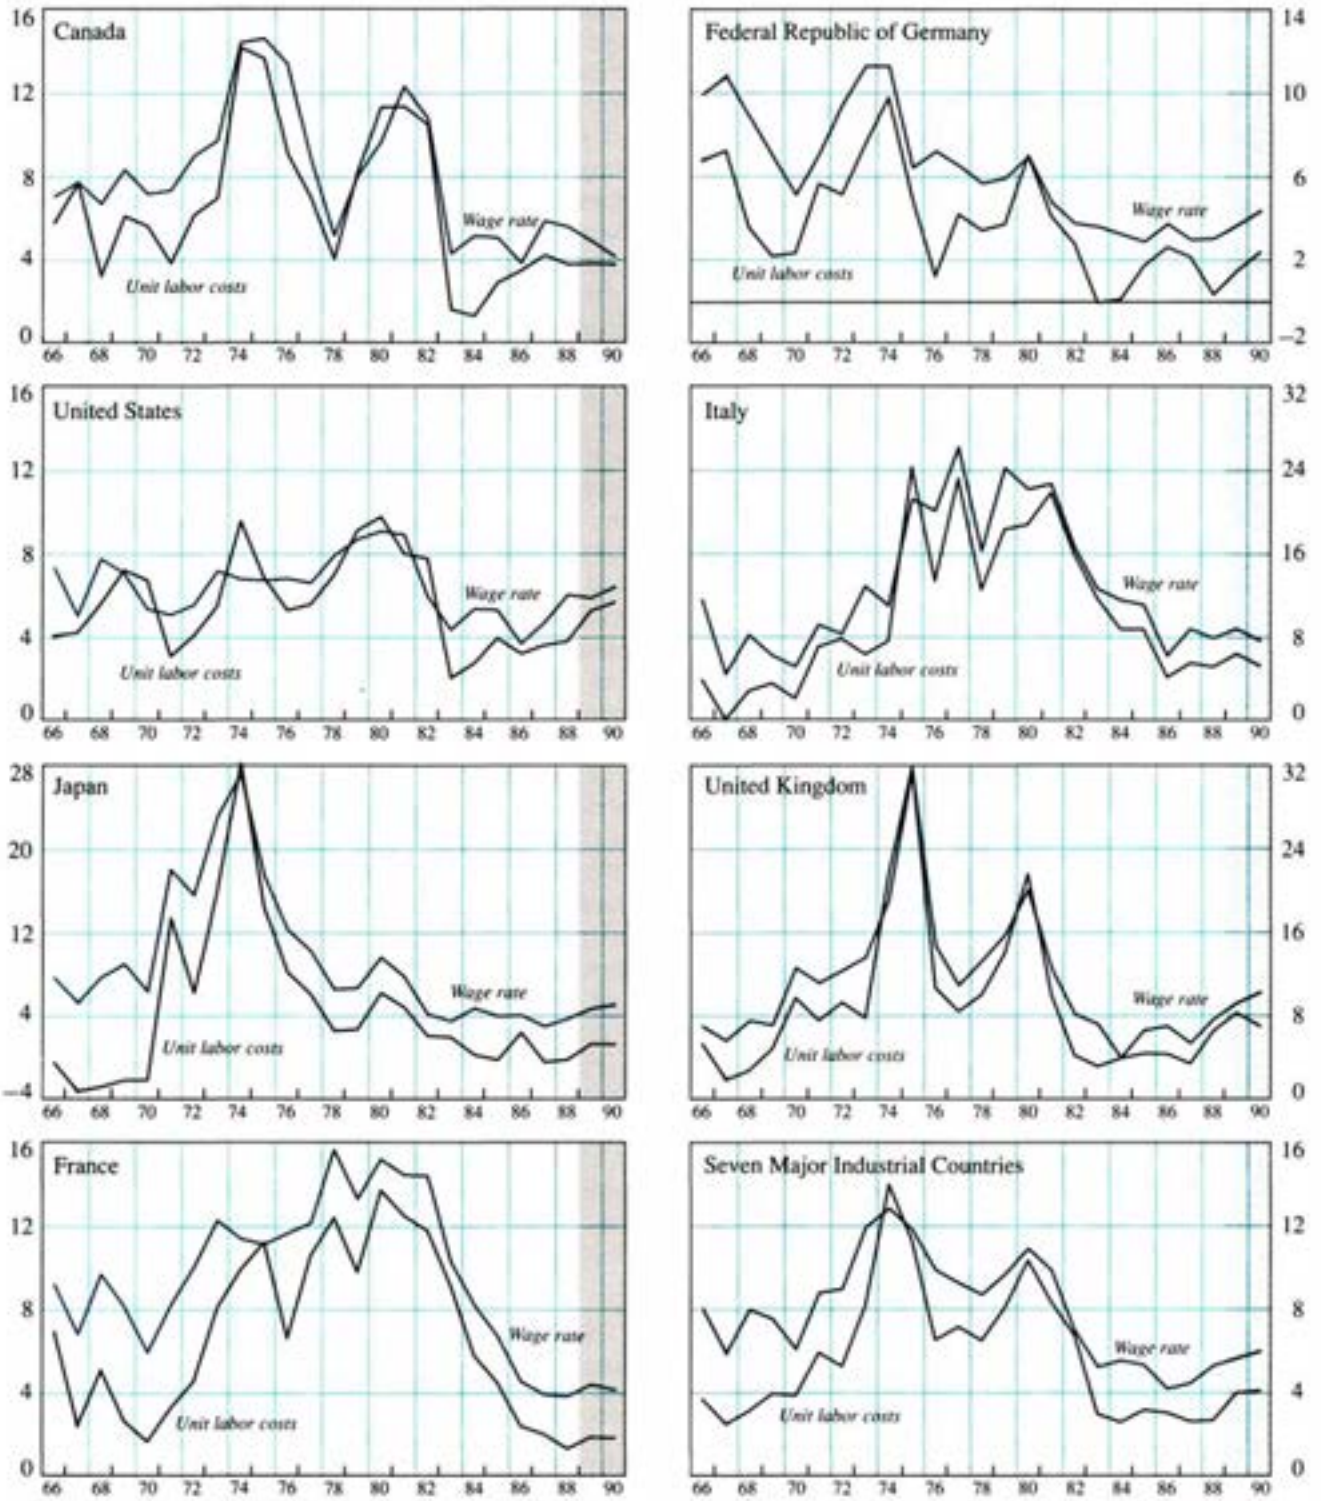 Canada
16
12
8
4
0
Wage rate
Unit labor costs
66 68 70 72 74 76 78 80 82 84 86 88 90
Federal Republic of Germany
14
10
6
2
−2
Wage rate
Unit labor costs
66 68 70 72 74 76 78 80 82 84 86 88 90
United States
16
12
8
4
0
Wage rate
Unit labor costs
66 68 70 72 74 76 78 80 82 84 86 88 90
Italy
32
24
16
8
0
Wage rate
Unit labor costs
66 68 70 72 74 76 78 80 82 84 86 88 90
Japan
28
20
12
4
−4
Wage rate
Unit labor costs
66 68 70 72 74 76 78 80 82 84 86 88 90
United Kingdom
32
24
16
8
0
Wage rate
Unit labor costs
66 68 70 72 74 76 78 80 82 84 86 88 90
France
16
12
8
4
0
Wage rate
Unit labor costs
66 68 70 72 74 76 78 80 82 84 86 88 90
Seven Major Industrial Countries
16
12
8
4
0
Wage rate
Unit labor costs
66 68 70 72 74 76 78 80 82 84 86 88 90